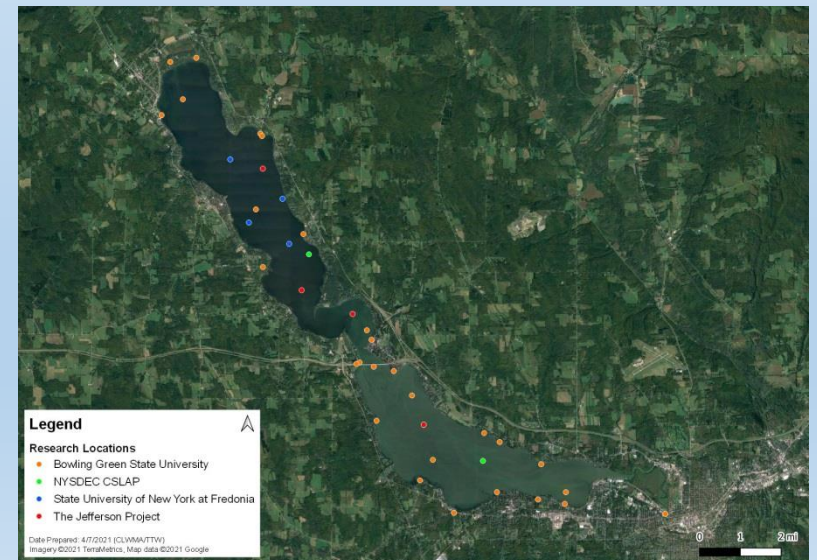 Legend
Research Locations
Bowling Green State University
NYSDEC CSLAP
State University of New York at Fredonia
The Jefferson Project
Date Prepared: 4/7/2021 (CLWMA/TTW)
Imagery ©2021 TerraMetrics, Map data ©2021 Google
0 1 2 mi